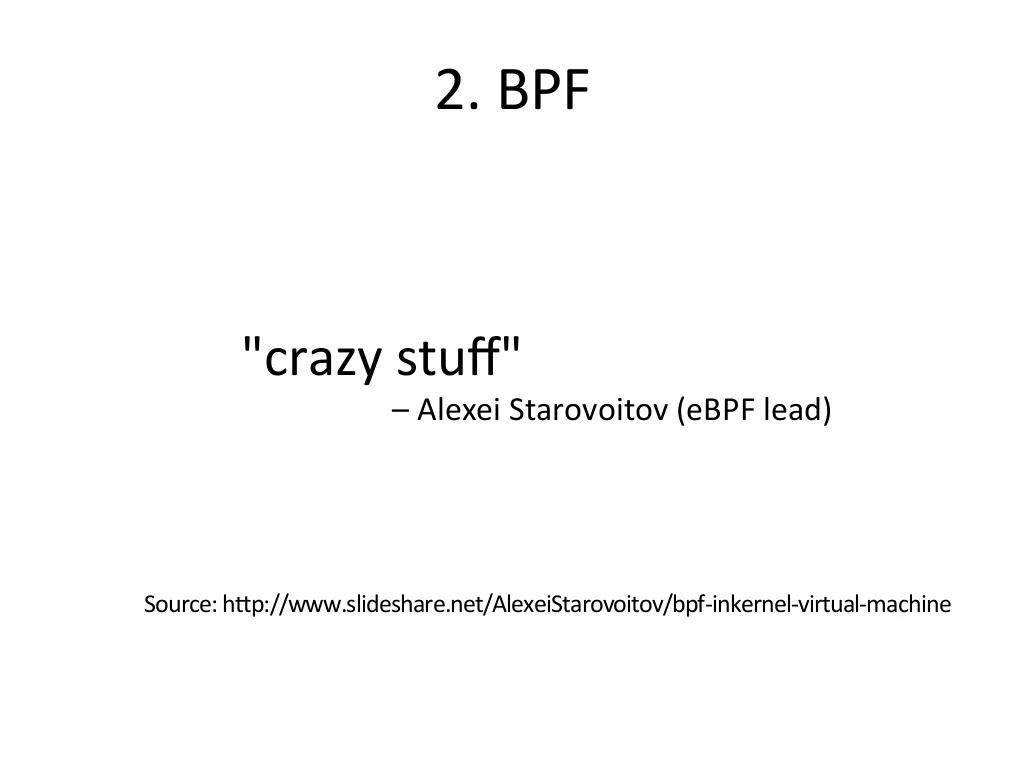 2. BPF
"crazy stuff"
– Alexei Starovoitov (eBPF lead)
Source: http://www.slideshare.net/AlexeiStarovoitov/bpf-inkernel-virtual-machine